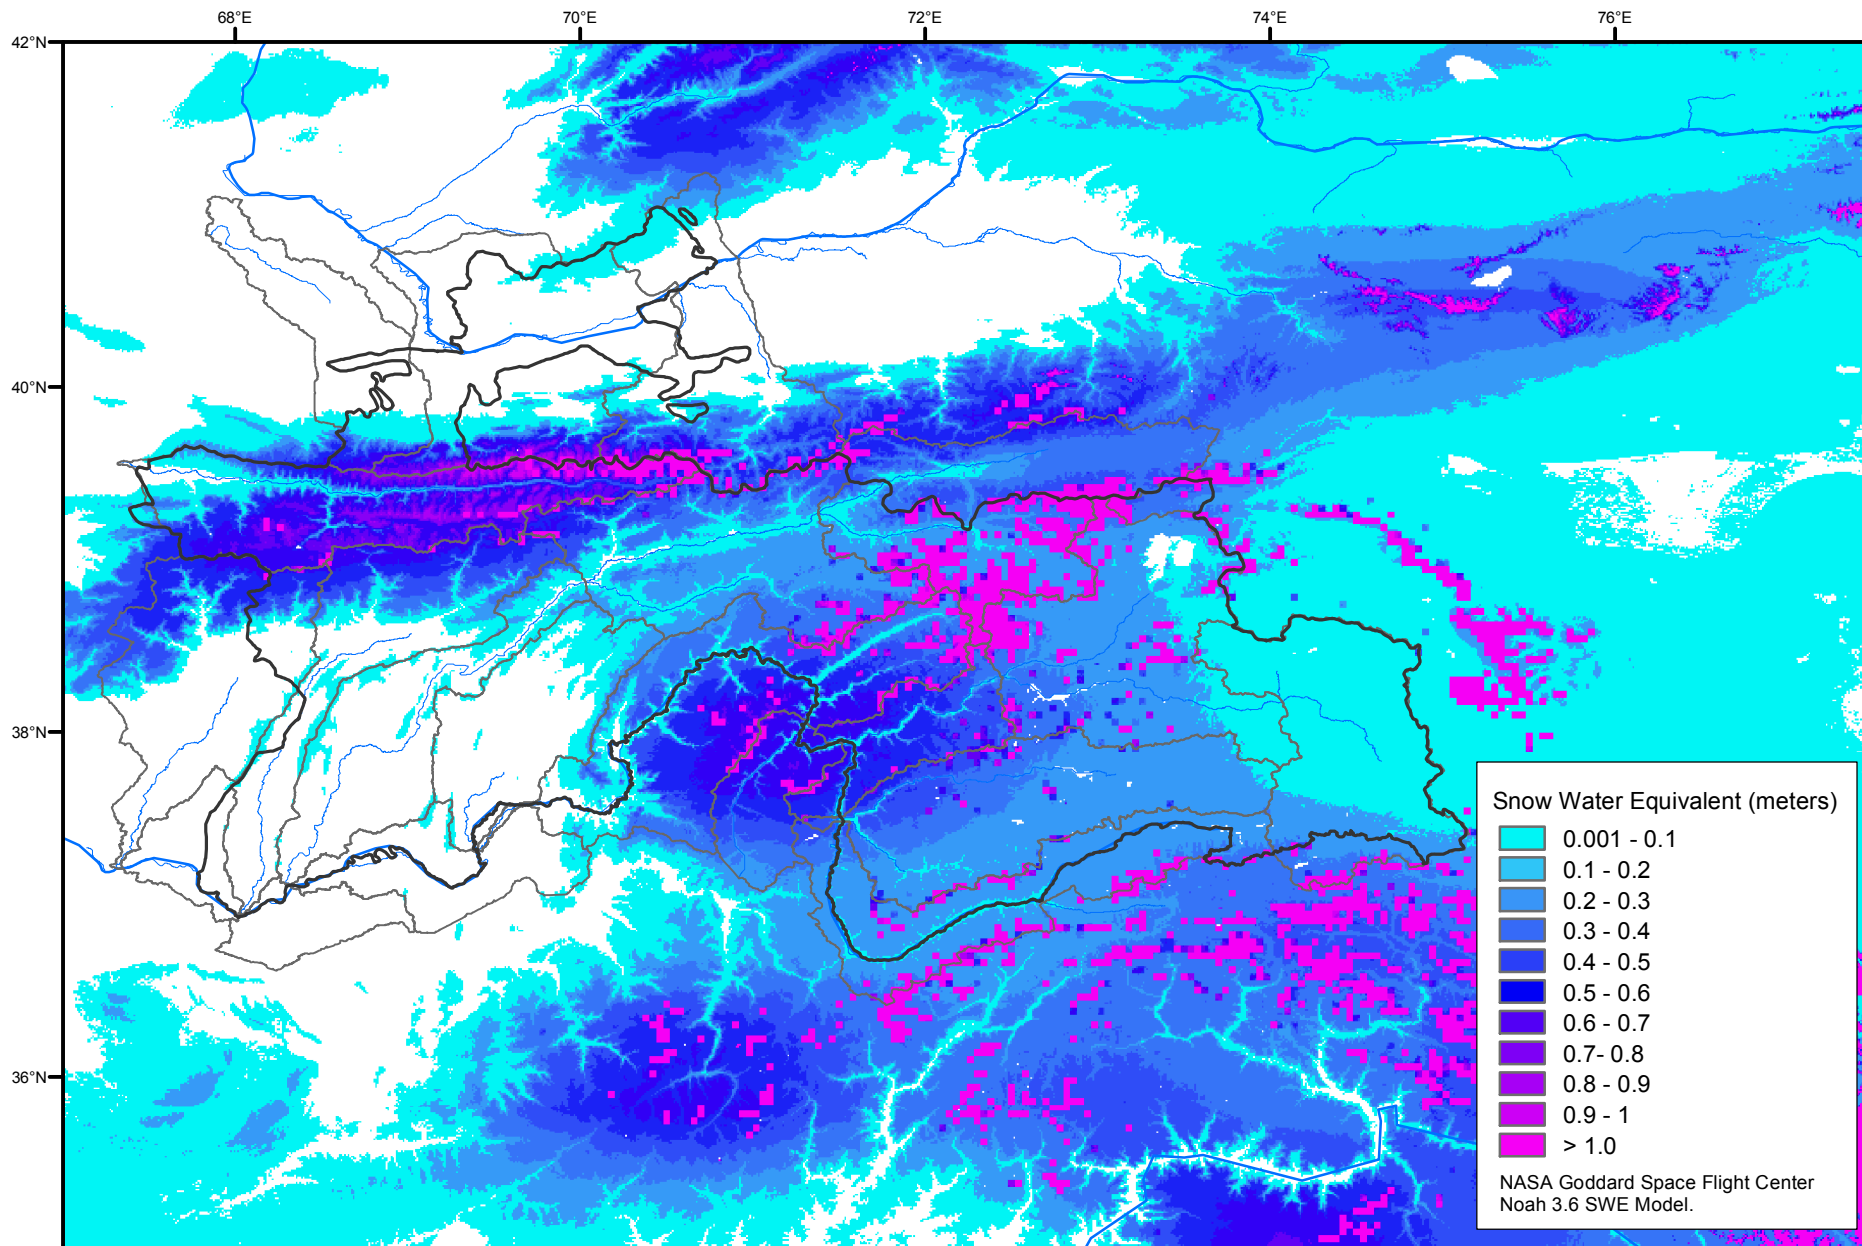 68°E 70°E 72°E 74°E 76°E
42°N
40°N
38°N
36°N
Snow Water Equivalent (meters)
0.001 - 0.1
0.1 - 0.2
0.2 - 0.3
0.3 - 0.4
0.4 - 0.5
0.5 - 0.6
0.6 - 0.7
0.7- 0.8
0.8 - 0.9
0.9 - 1
> 1.0
NASA Goddard Space Flight Center
Noah 3.6 SWE Model.